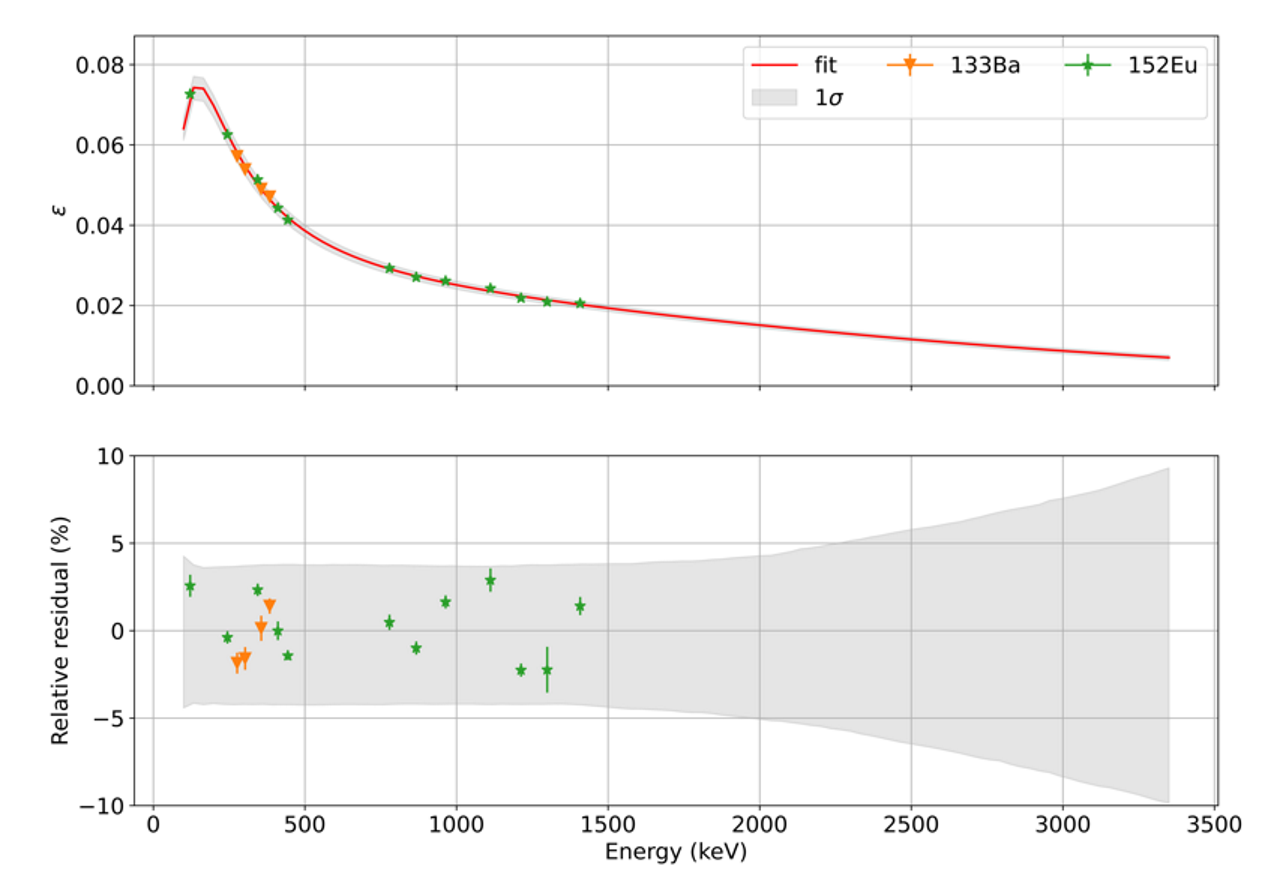 0.08
0.06
0.04
0.02
0.00
ε
fit
1σ
133Ba
152Eu
10
5
0
−5
−10
Relative residual (%)
0 500 1000 1500 2000 2500 3000 3500
Energy (keV)